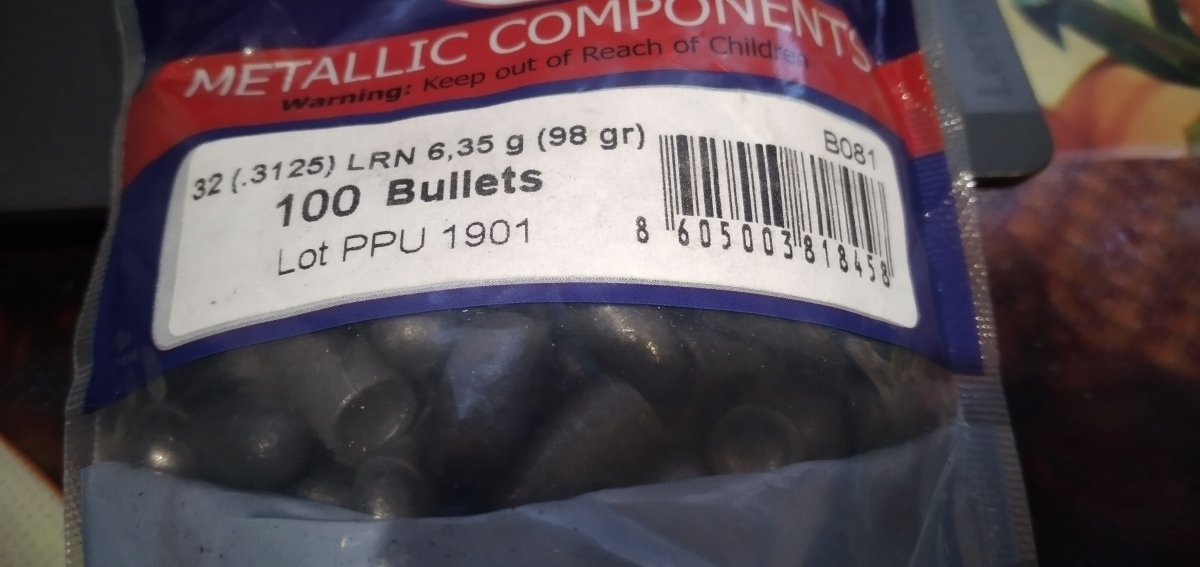 METALLIC COMPONENTS
Warning: Keep out of Reach of Children
32 (.3125) LRN 6,35 g (98 gr)
100 Bullets
Lot PPU 1901
B081
8 605003 818458